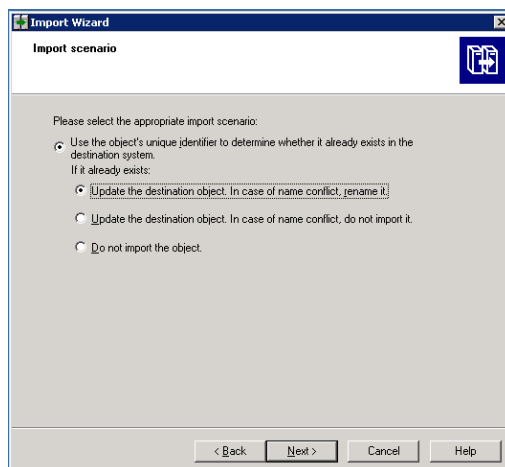 Import Wizard
Import scenario
Please select the appropriate import scenario:
Use the object's unique identifier to determine whether it already exists in the
destination system.
If it already exists:
Update the destination object. In case of name conflict, rename it.
Update the destination object. In case of name conflict, do not import it.
Do not import the object.
< Back
Next >
Cancel
Help